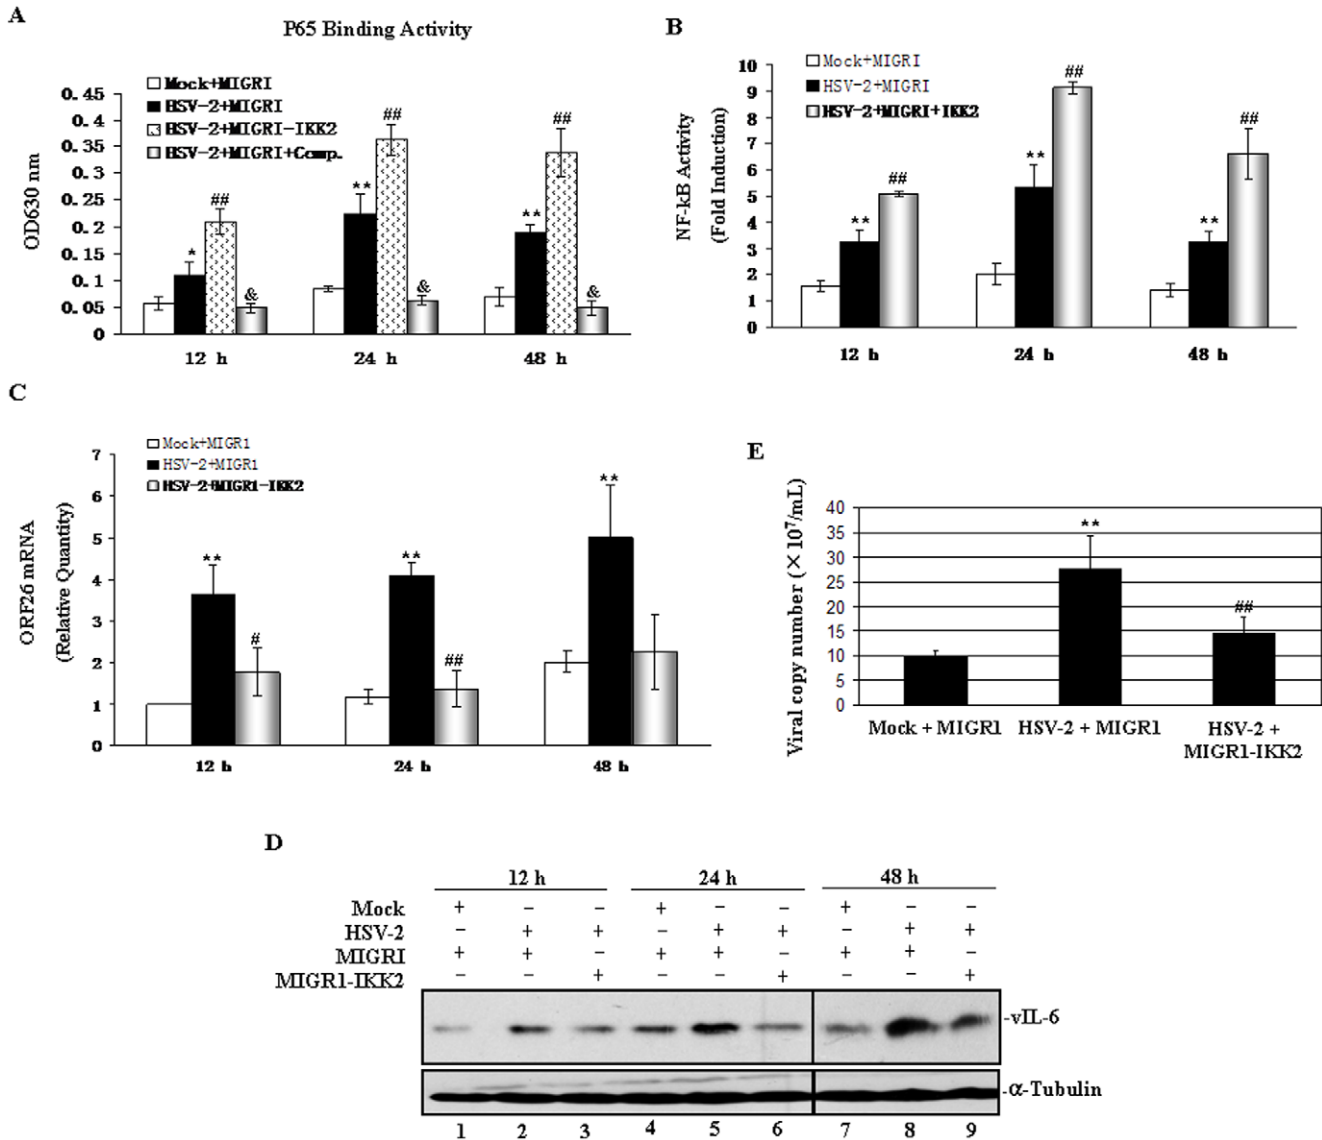 A
P65 Binding Activity
Mock+MIGRI
HSV-2+MIGRI
HSV-2+MIGRI-IKK2
HSV-2+MIGRI+Comp.
OD630 nm
0.45
0.4
0.35
0.3
0.25
0.2
0.15
0.1
0.05
0
* ## &
** ## &
** ## &
12 h 24 h 48 h
B
Mock+MIGRI
HSV-2+MIGRI
HSV-2+MIGRI+IKK2
NF-kB Activity
(Fold Induction)
10
9
8
7
6
5
4
3
2
1
0
** ##
** ##
** ##
12 h 24 h 48 h
C
Mock+MIGR1
HSV-2+MIGR1
HSV-2+MIGR1-IKK2
ORF26 mRNA
(Relative Quantity)
7
6
5
4
3
2
1
0
** #
** ##
**
12 h 24 h 48 h
E
Viral copy number (×10⁷/mL)
40
35
30
25
20
15
10
5
0
**
##
Mock + MIGR1 HSV-2 + MIGR1 HSV-2 +
MIGR1-IKK2
D
12 h 24 h 48 h
Mock + − − + − − + − −
HSV-2 − + + − + + − + +
MIGRI + + − + + − + + −
MIGR1-IKK2 − − + − − + − − +
-vIL-6
-α-Tubulin
1 2 3 4 5 6 7 8 9